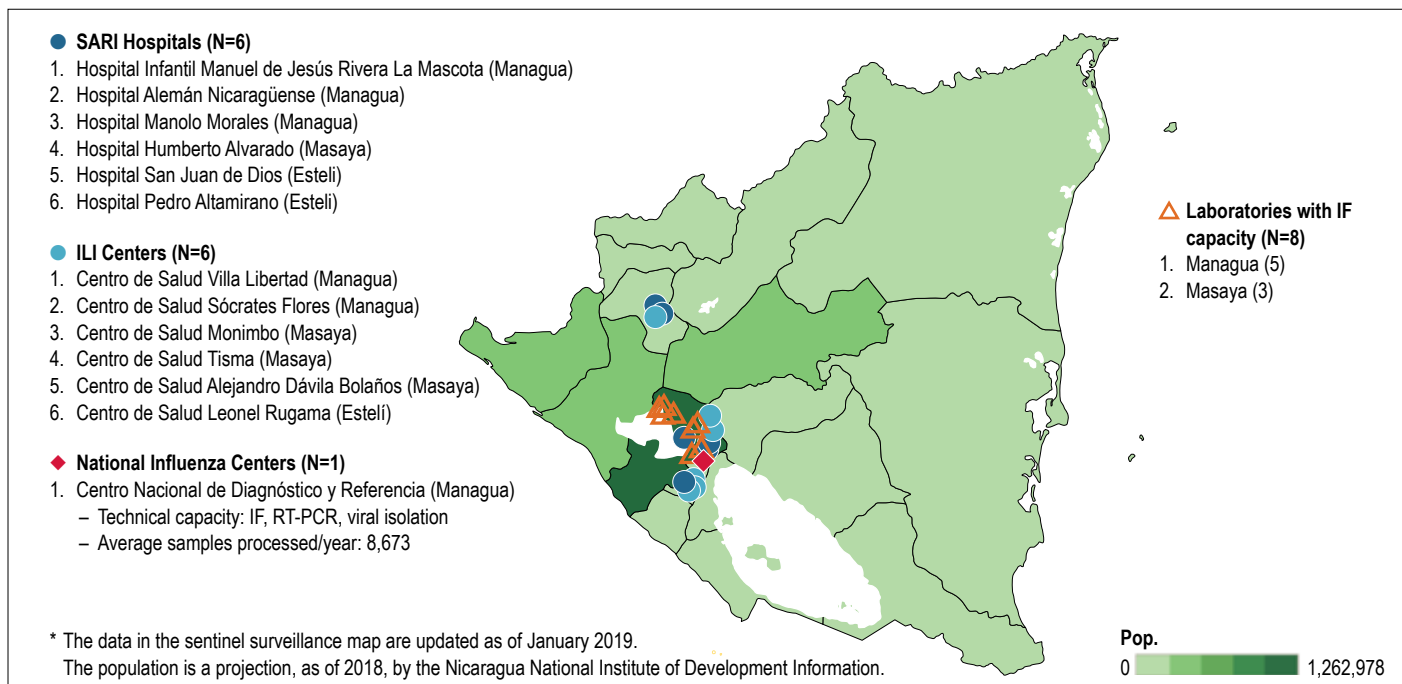 SARI Hospitals (N=6)
1. Hospital Infantil Manuel de Jesús Rivera La Mascota (Managua)
2. Hospital Alemán Nicaragüense (Managua)
3. Hospital Manolo Morales (Managua)
4. Hospital Humberto Alvarado (Masaya)
5. Hospital San Juan de Dios (Esteli)
6. Hospital Pedro Altamirano (Esteli)
ILI Centers (N=6)
1. Centro de Salud Villa Libertad (Managua)
2. Centro de Salud Sócrates Flores (Managua)
3. Centro de Salud Monimbo (Masaya)
4. Centro de Salud Tisma (Masaya)
5. Centro de Salud Alejandro Dávila Bolaños (Masaya)
6. Centro de Salud Leonel Rugama (Estelí)
National Influenza Centers (N=1)
1. Centro Nacional de Diagnóstico y Referencia (Managua)
– Technical capacity: IF, RT-PCR, viral isolation
– Average samples processed/year: 8,673
Laboratories with IF
capacity (N=8)
1. Managua (5)
2. Masaya (3)
* The data in the sentinel surveillance map are updated as of January 2019.
The population is a projection, as of 2018, by the Nicaragua National Institute of Development Information.
Pop.
0 1,262,978